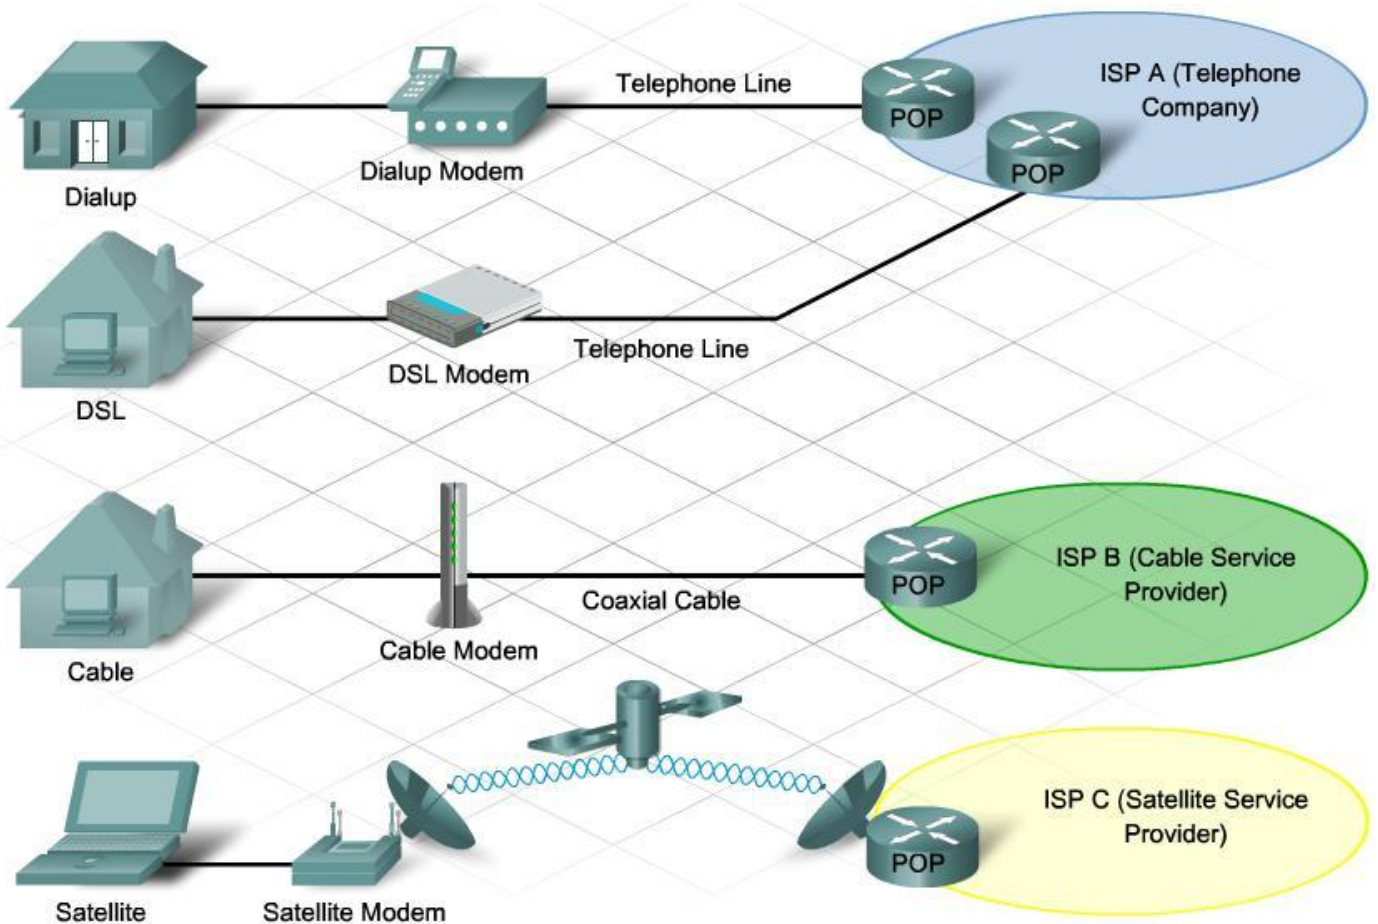 Telephone Line
ISP A (Telephone
Company)
POP
POP
Dialup Modem
Dialup
Telephone Line
DSL Modem
DSL
ISP B (Cable Service
Provider)
POP
Coaxial Cable
Cable Modem
Cable
ISP C (Satellite Service
Provider)
POP
Satellite
Satellite Modem